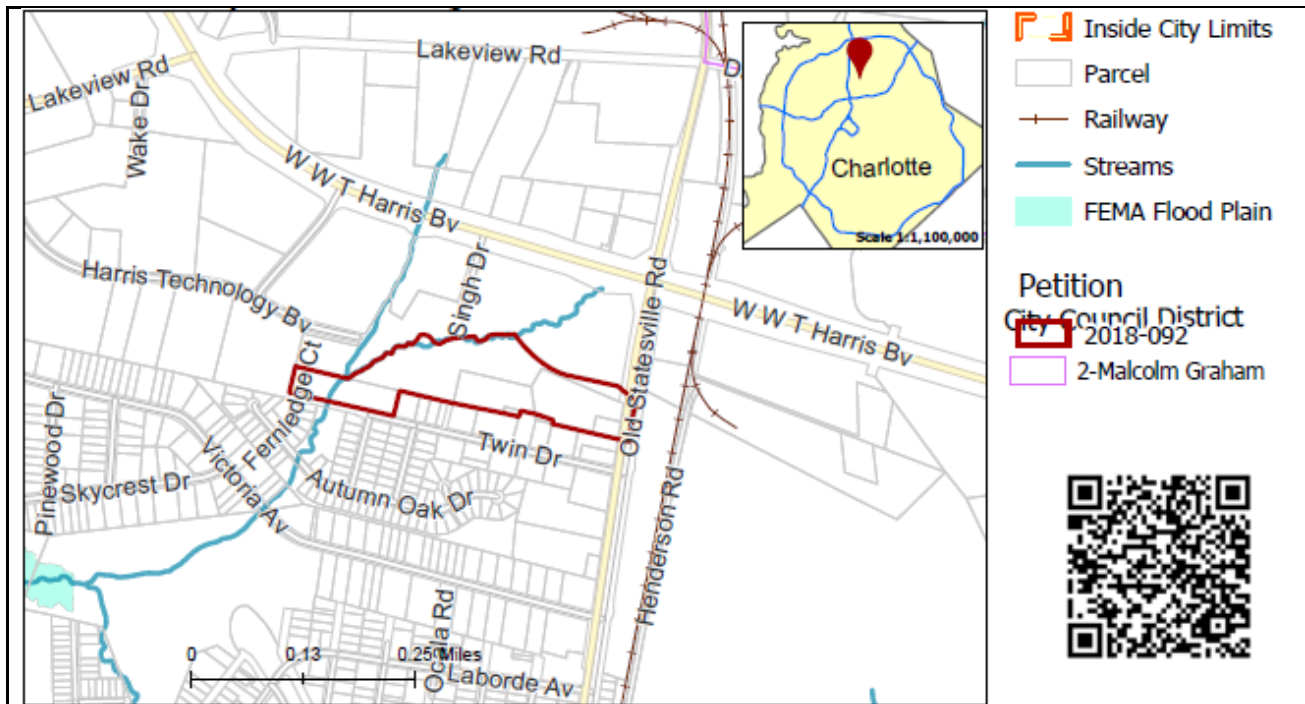 Lakeview Rd
Lakeview Rd
Wake Dr
D
W W T Harris Bv
Charlotte
Scale 1:1,100,000
Harris Technology Bv
Singh Dr
Old Statesville Rd
W W T Harris Bv
Fernledge Ct
Pinewood Dr
Twin Dr
Skycrest Dr
Victoria Av
Autumn Oak Dr
Henderson Rd
Ocala Rd
0 0.13 0.25 Miles
Laborde Av
Inside City Limits
Parcel
Railway
Streams
FEMA Flood Plain
Petition
City Council District
2018-092
2-Malcolm Graham